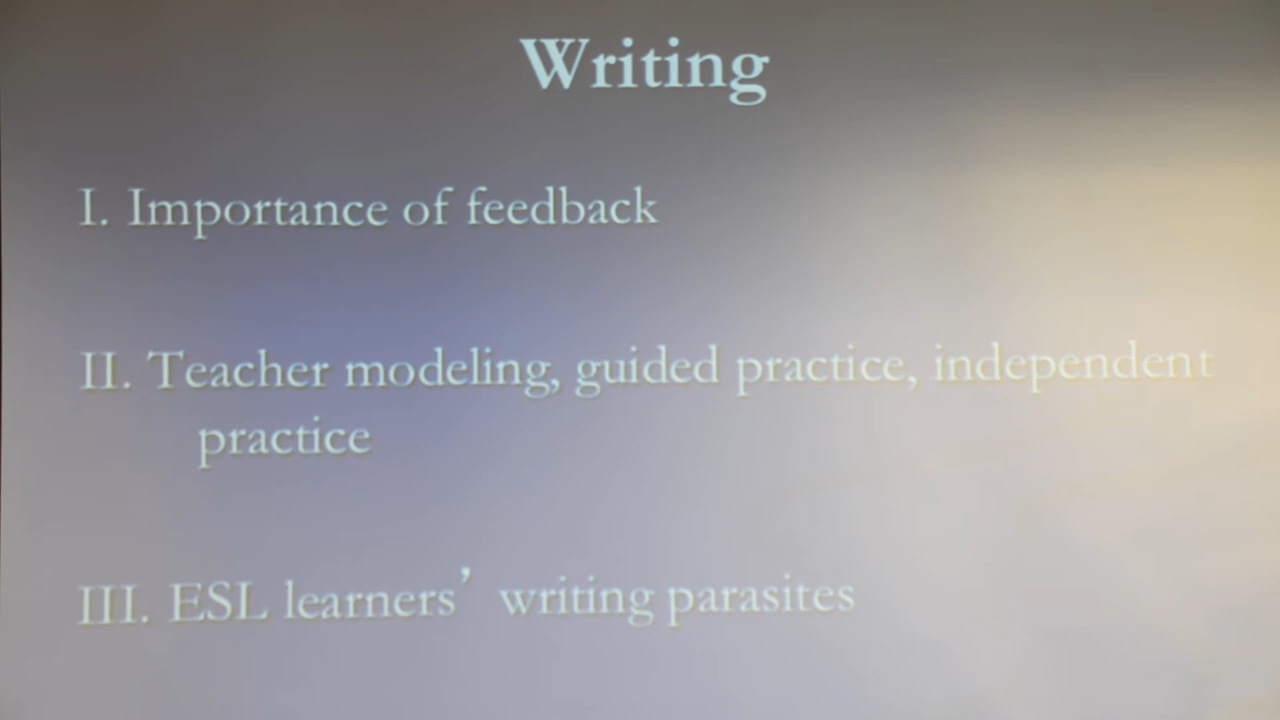 Writing
I. Importance of feedback
II. Teacher modeling, guided practice, independent
practice
III. ESL learners’ writing parasites